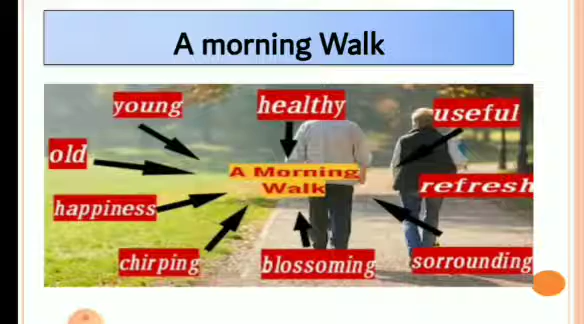 A morning Walk
young
healthy
useful
old
A Morning
Walk
refresh
happiness
chirping
blossoming
sorrounding